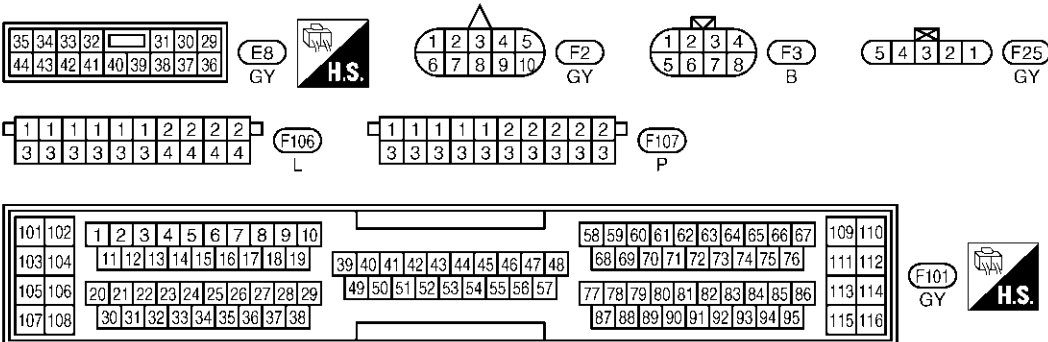 35 34 33 32 31 30 29
44 43 42 41 40 39 38 37 36
E8
GY
H.S.
1 2 3 4 5
6 7 8 9 10
F2
GY
1 2 3 4
5 6 7 8
F3
B
5 4 3 2 1
F25
GY
1 1 1 1 1 1 2 2 2 2
3 3 3 3 3 3 4 4 4 4
F106
L
1 1 1 1 1 2 2 2 2 2
3 3 3 3 3 3 3 3 3 3
F107
P
101 102
103 104
105 106
107 108
1 2 3 4 5 6 7 8 9 10
11 12 13 14 15 16 17 18 19
20 21 22 23 24 25 26 27 28 29
30 31 32 33 34 35 36 37 38
39 40 41 42 43 44 45 46 47 48
49 50 51 52 53 54 55 56 57
58 59 60 61 62 63 64 65 66 67
68 69 70 71 72 73 74 75 76
77 78 79 80 81 82 83 84 85 86
87 88 89 90 91 92 93 94 95
109 110
111 112
113 114
115 116
F101
GY
H.S.